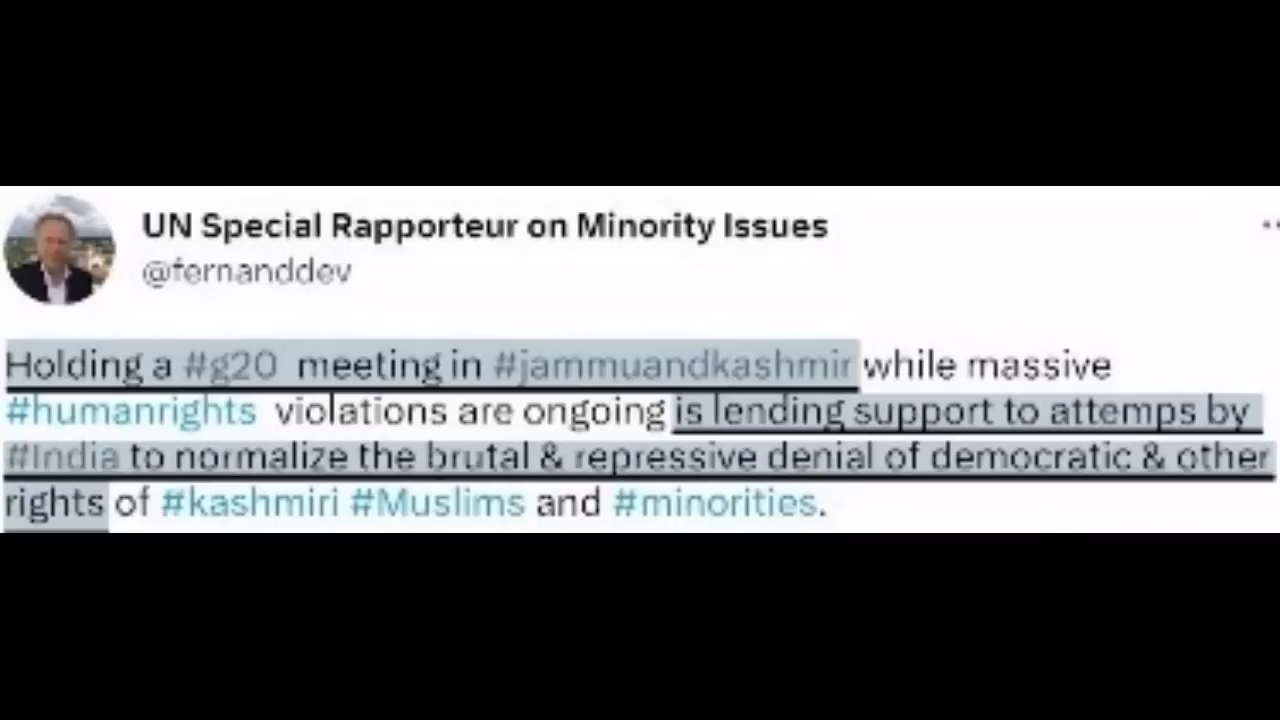 UN Special Rapporteur on Minority Issues
@fernanddev
Holding a #g20 meeting in #jammuandkashmir while massive
#humanrights violations are ongoing is lending support to attemps by
#India to normalize the brutal & repressive denial of democratic & other
rights of #kashmiri #Muslims and #minorities.